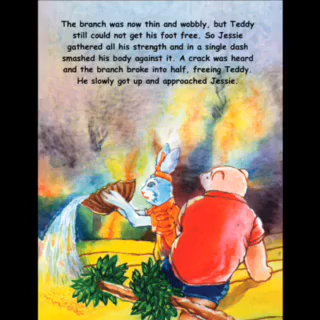 The branch was now thin and wobbly, but Teddy
still could not get his foot free. So Jessie
gathered all his strength and in a single dash
smashed his body against it. A crack was heard
and the branch broke into half, freeing Teddy.
He slowly got up and approached Jessie.